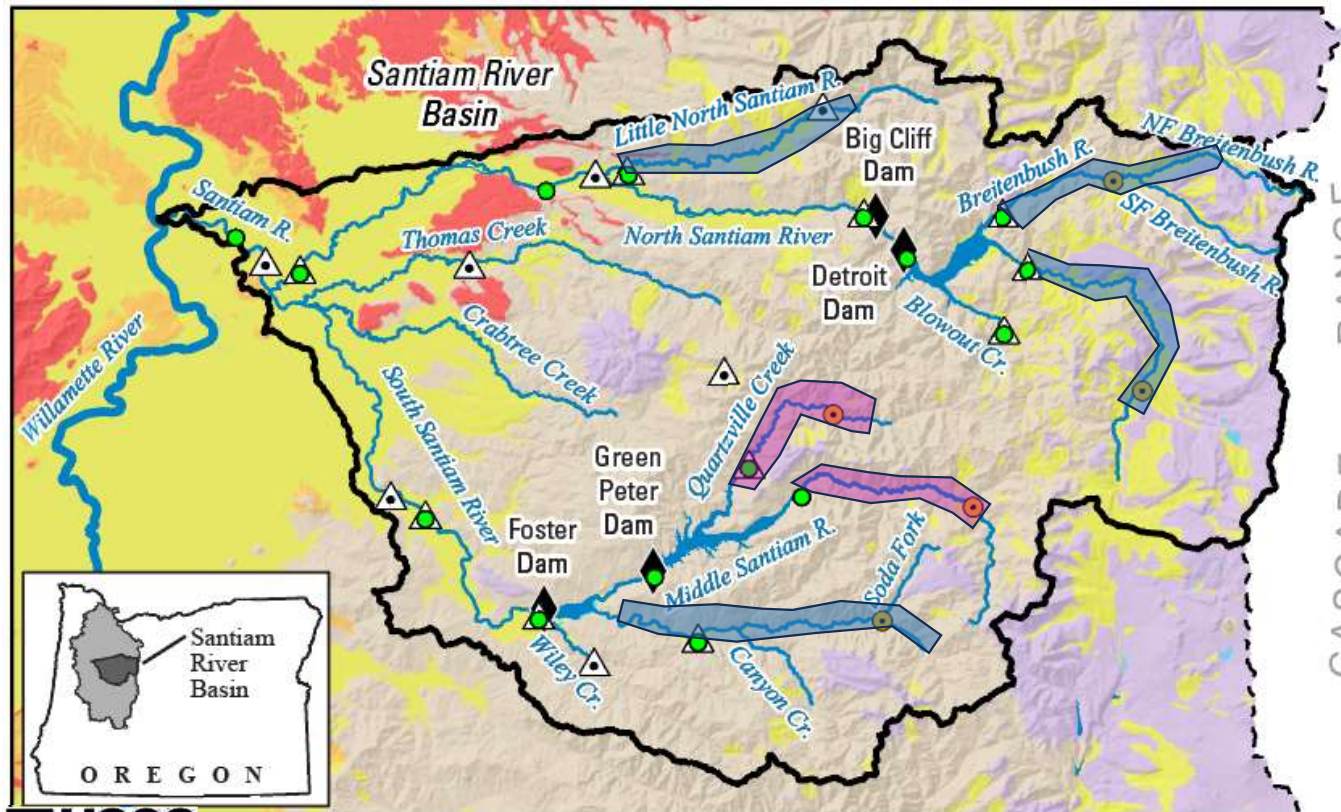 Santiam River
Basin
Little North Santiam R.
Big Cliff
Dam
Breitenbush R.
NF Breitenbush R.
SF Breitenbush R.
Santiam R.
Thomas Creek
North Santiam River
Detroit
Dam
Blowout Cr.
Crabtree Creek
Willamette River
South Santiam River
Quartzville Creek
Green
Peter
Dam
Foster
Dam
Middle Santiam R.
Soda Fork
Wiley Cr.
Canyon Cr.
Santiam
River
Basin
OREGON